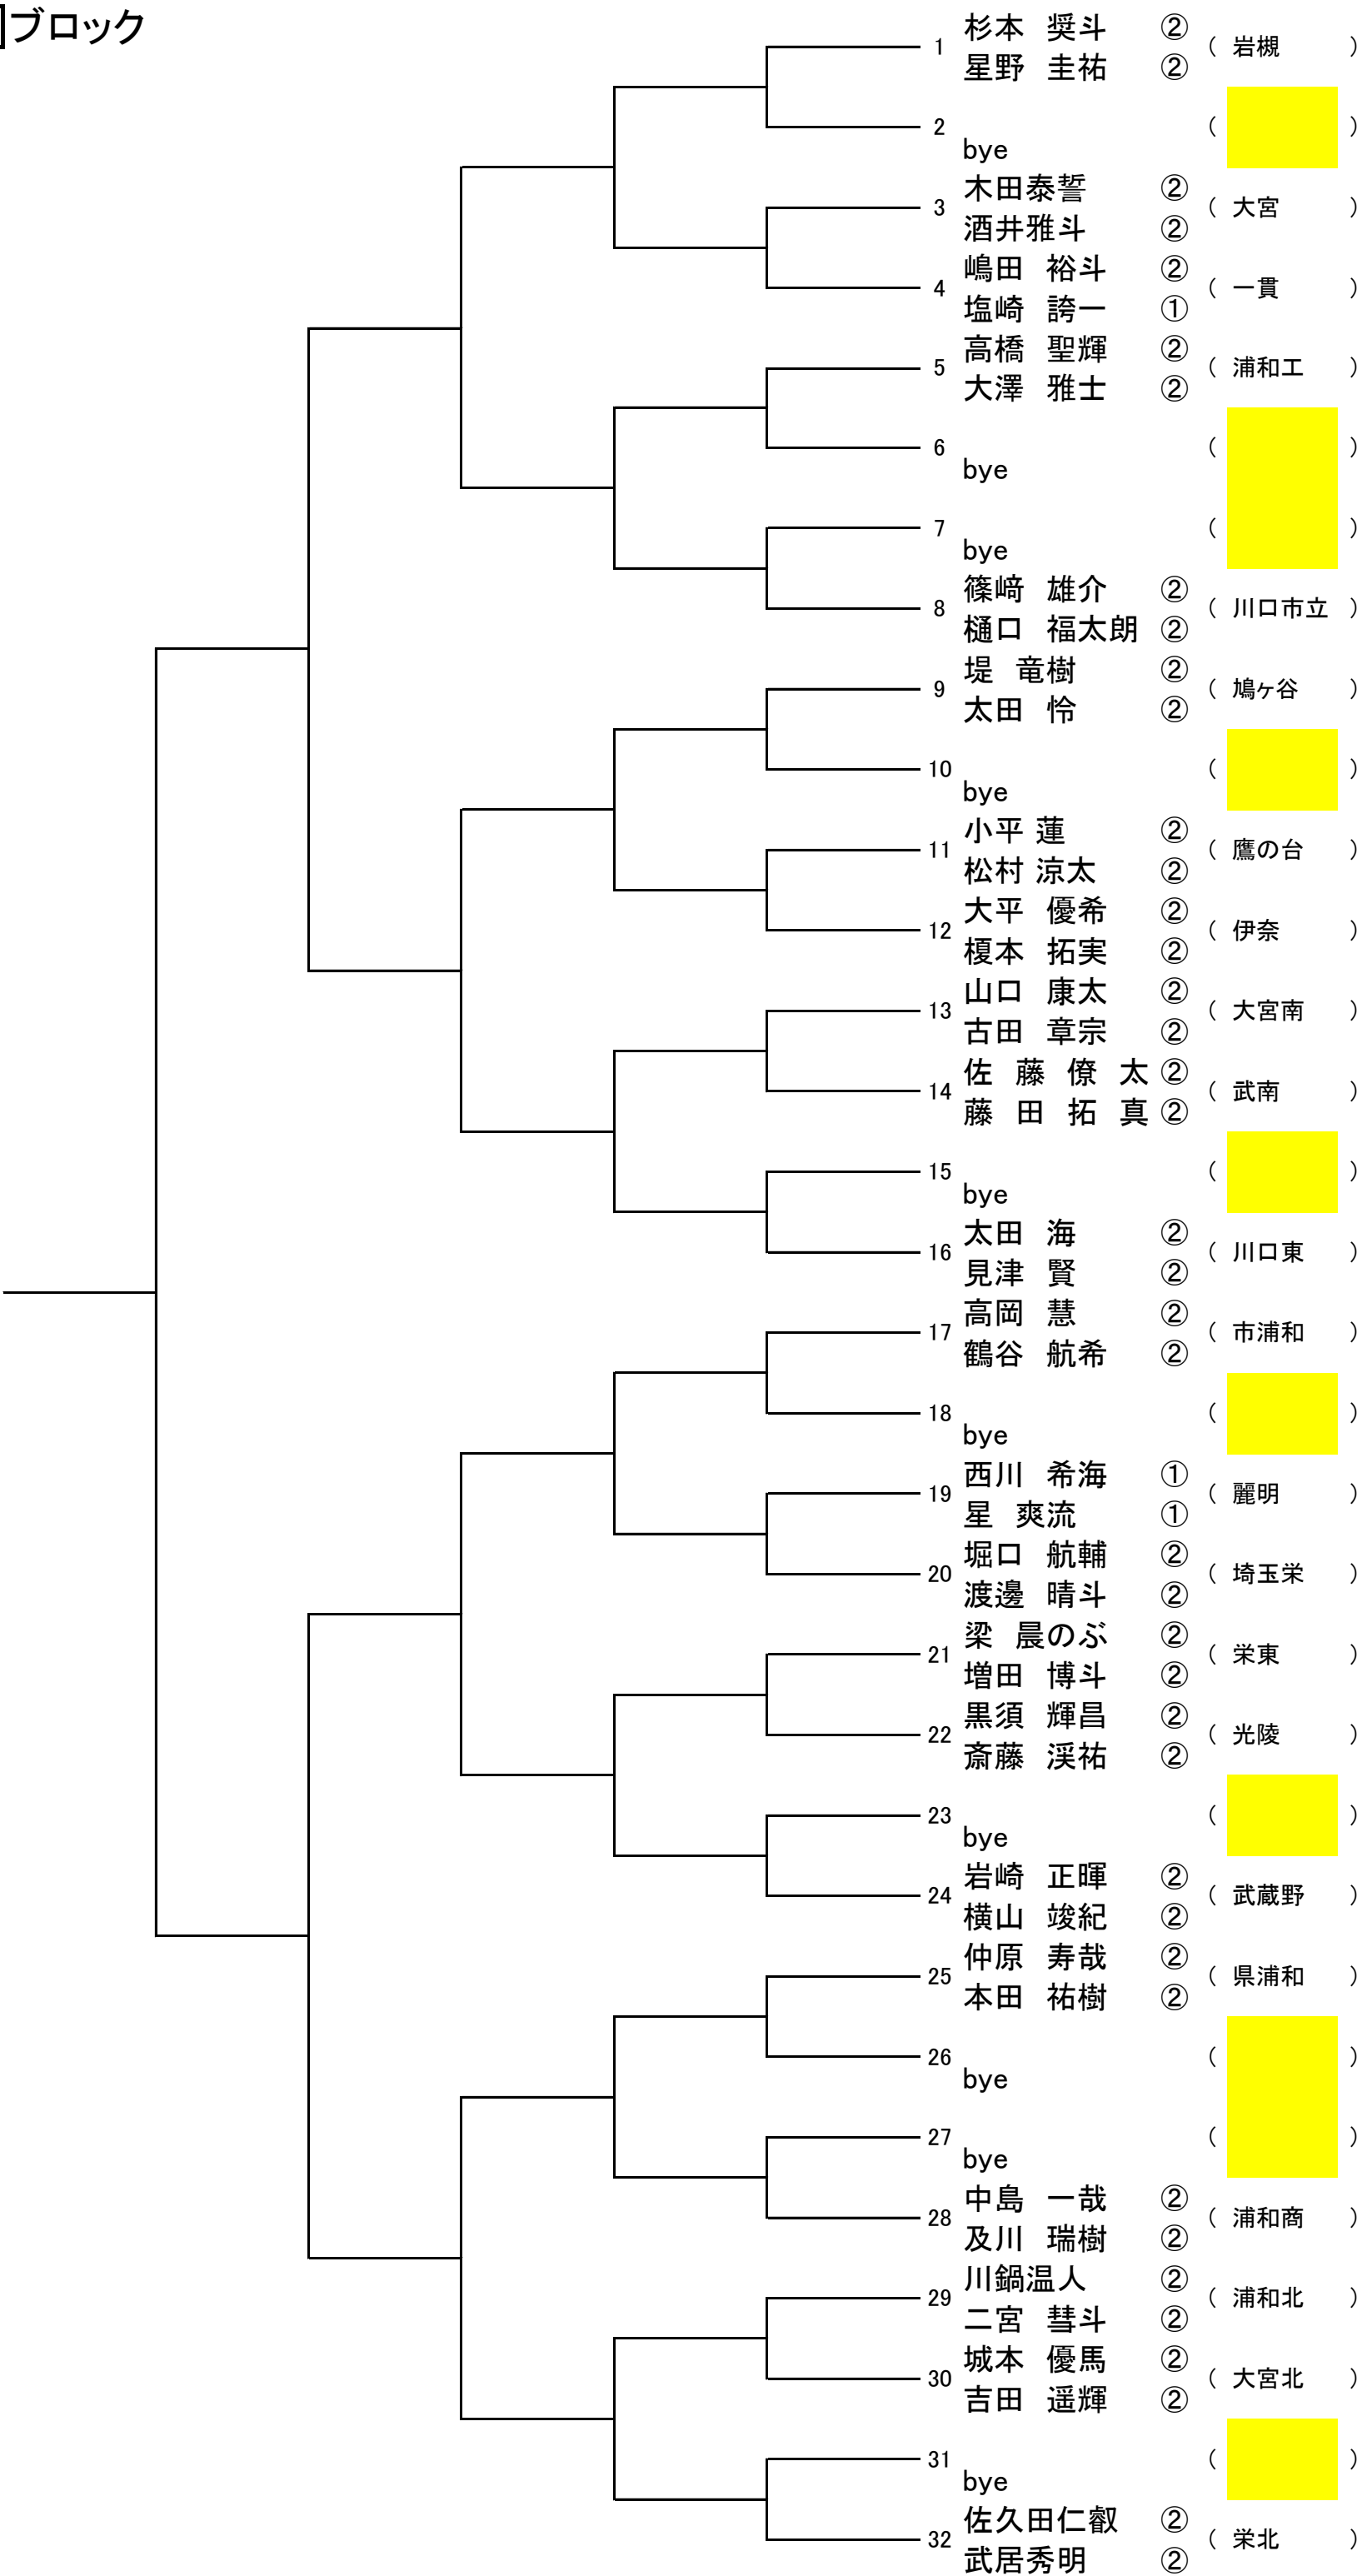 ブロック
杉本 奨斗 ②
1 ( 岩槻 )
星野 圭祐 ②
2 ( )
bye
木田泰誓 ②
3 ( 大宮 )
酒井雅斗 ②
嶋田 裕斗 ②
4 ( 一貫 )
塩崎 誇一 ①
高橋 聖輝 ②
5 ( 浦和工 )
大澤 雅士 ②
6 ( )
bye
7 ( )
bye
篠﨑 雄介 ②
8 ( 川口市立 )
樋口 福太朗 ②
堤 竜樹 ②
9 ( 鳩ヶ谷 )
太田 怜 ②
10 ( )
bye
小平 蓮 ②
11 ( 鷹の台 )
松村 涼太 ②
大平 優希 ②
12 ( 伊奈 )
榎本 拓実 ②
山口 康太 ②
13 ( 大宮南 )
古田 章宗 ②
佐 藤 僚 太 ②
14 ( 武南 )
藤 田 拓 真 ②
15 ( )
bye
太田 海 ②
16 ( 川口東 )
見津 賢 ②
高岡 慧 ②
17 ( 市浦和 )
鶴谷 航希 ②
18 ( )
bye
西川 希海 ①
19 ( 麗明 )
星 爽流 ①
堀口 航輔 ②
20 ( 埼玉栄 )
渡邊 晴斗 ②
梁 晨のぶ ②
21 ( 栄東 )
増田 博斗 ②
黒須 輝昌 ②
22 ( 光陵 )
斎藤 渓祐 ②
23 ( )
bye
岩崎 正暉 ②
24 ( 武蔵野 )
横山 竣紀 ②
仲原 寿哉 ②
25 ( 県浦和 )
本田 祐樹 ②
26 ( )
bye
27 ( )
bye
中島 一哉 ②
28 ( 浦和商 )
及川 瑞樹 ②
川鍋温人 ②
29 ( 浦和北 )
二宮 彗斗 ②
城本 優馬 ②
30 ( 大宮北 )
吉田 遥輝 ②
31 ( )
bye
佐久田仁叡 ②
32 ( 栄北 )
武居秀明 ②